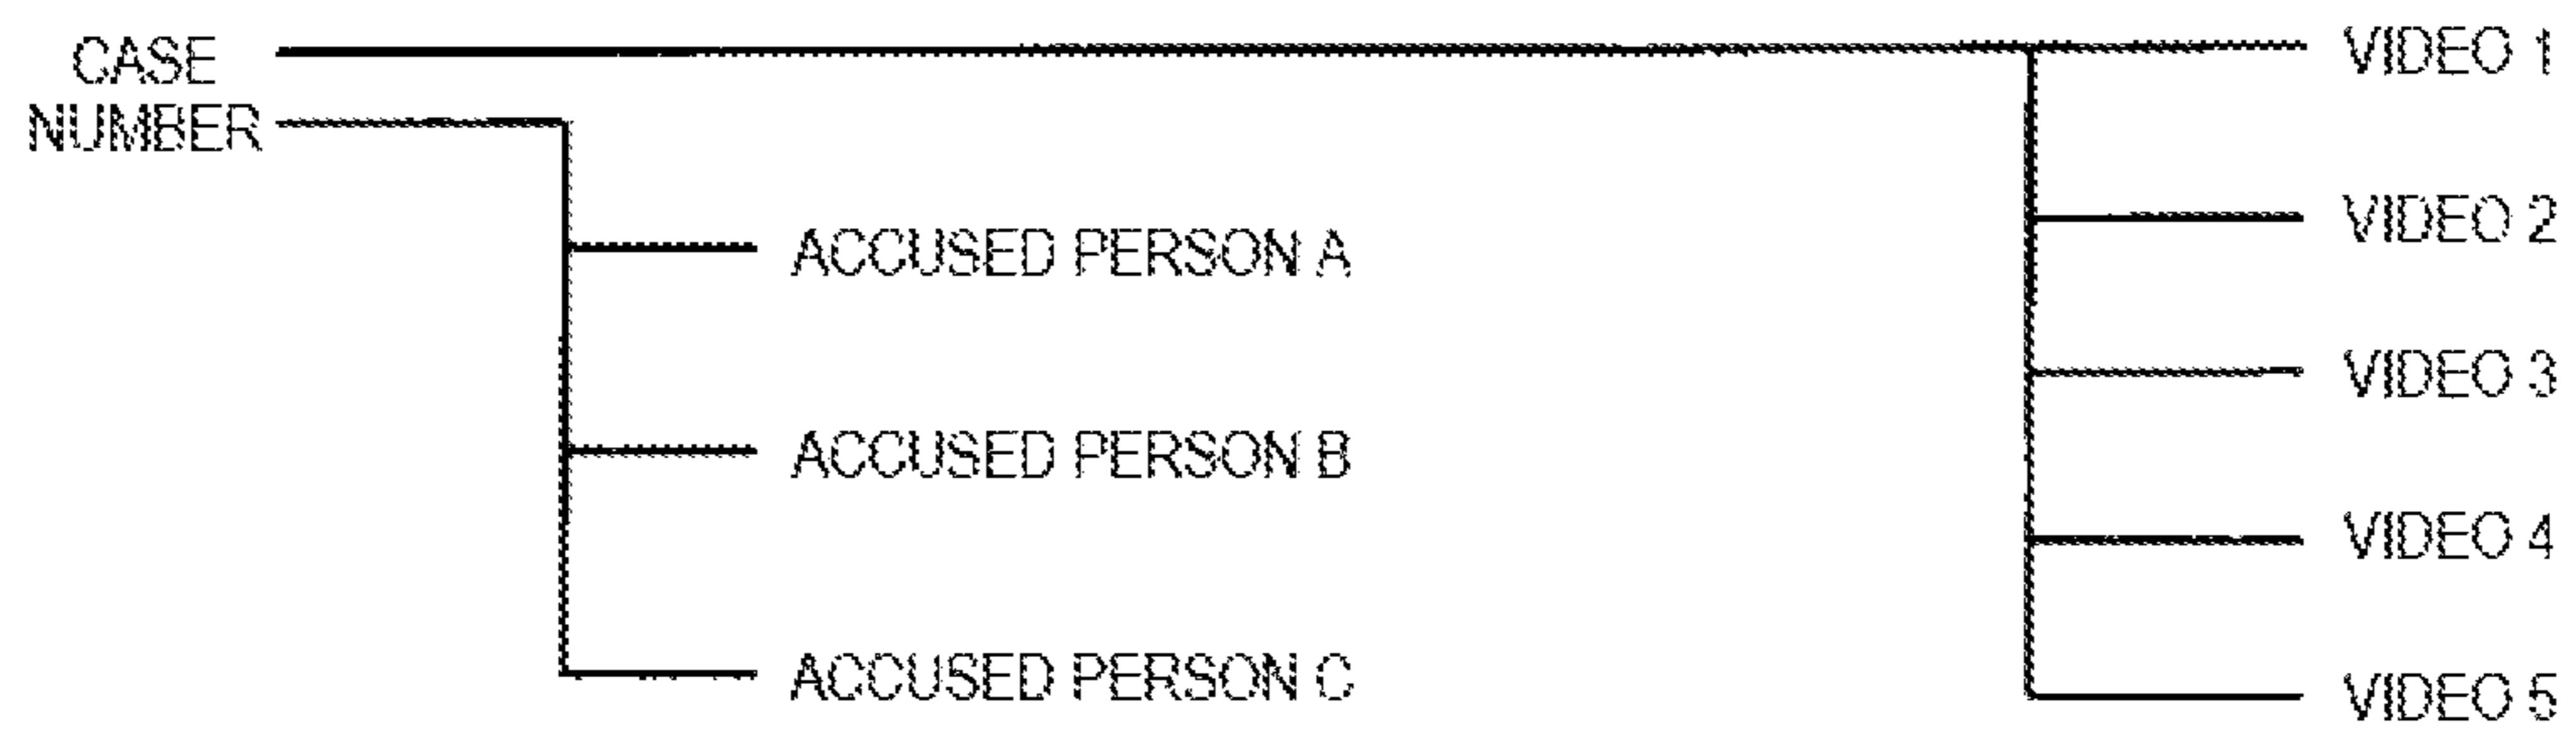 CASE
NUMBER
ACCUSED PERSON A
ACCUSED PERSON B
ACCUSED PERSON C
VIDEO 1
VIDEO 2
VIDEO 3
VIDEO 4
VIDEO 5